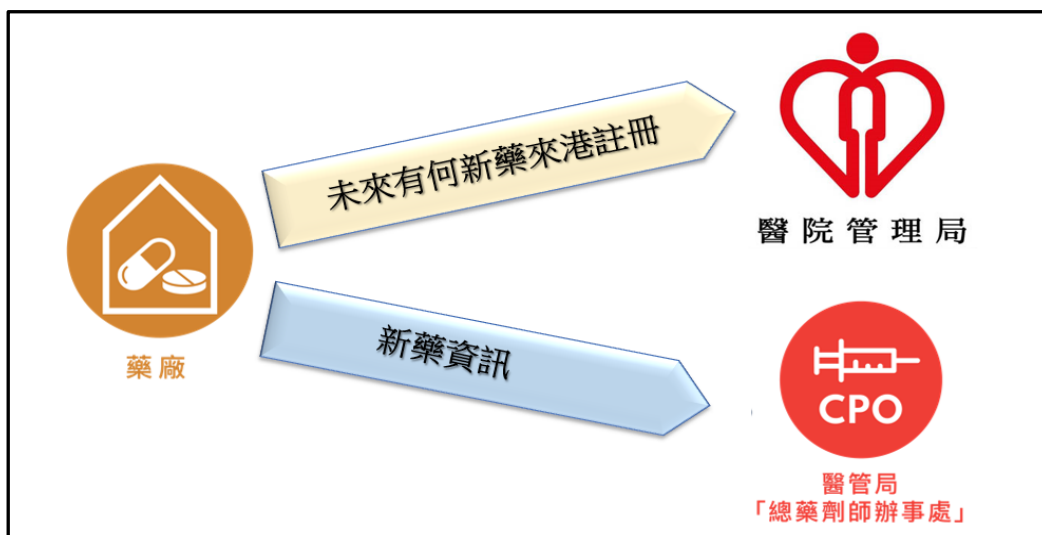 未來有何新藥來港註冊
醫院管理局
藥廠
新藥資訊
CPO
醫管局
「總藥劑師辦事處」